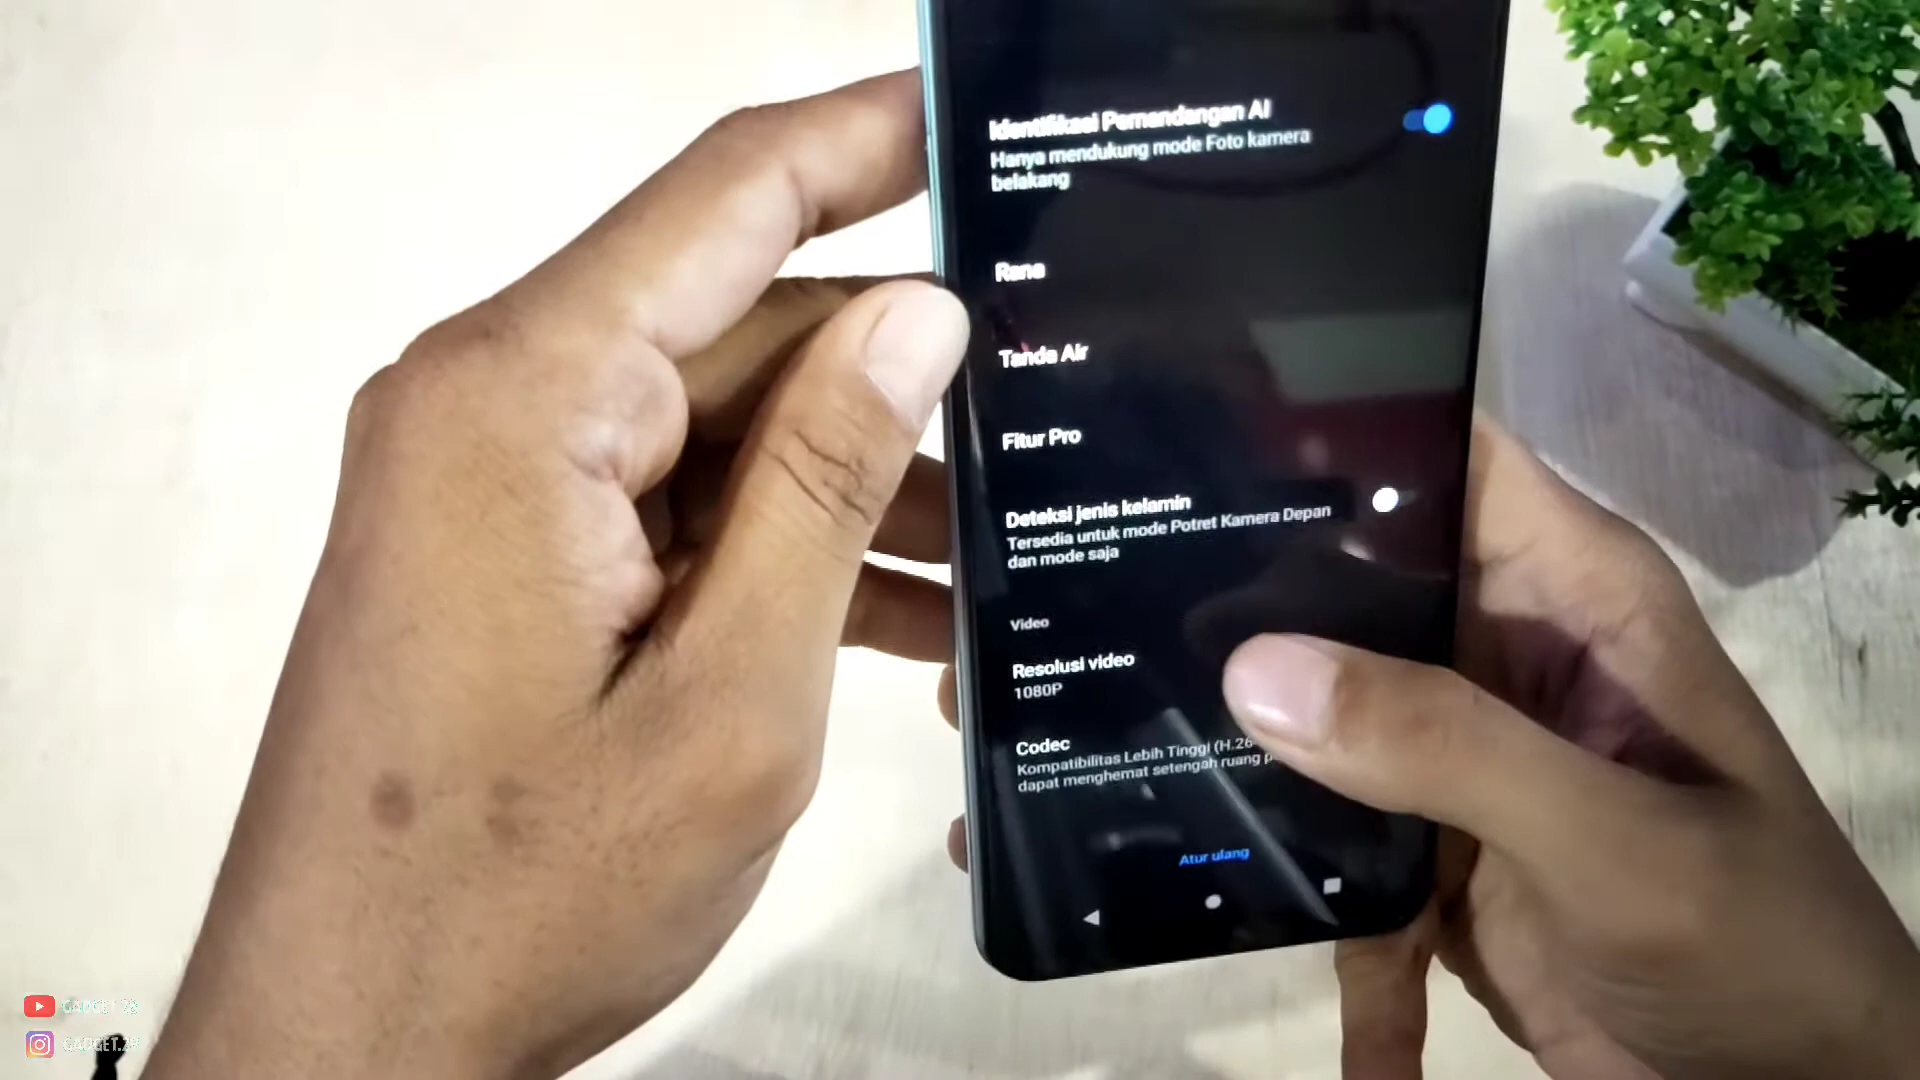 Identifikasi Pemandangan AI
Hanya mendukung mode Foto kamera
belakang
Rana
Tanda Air
Fitur Pro
Deteksi jenis kelamin
Tersedia untuk mode Potret Kamera Depan
dan mode saja
Video
Resolusi video
1080P
Codec
Kompatibilitas Lebih Tinggi (H.26
dapat menghemat setengah ruang p
Atur ulang
GADGET.2R